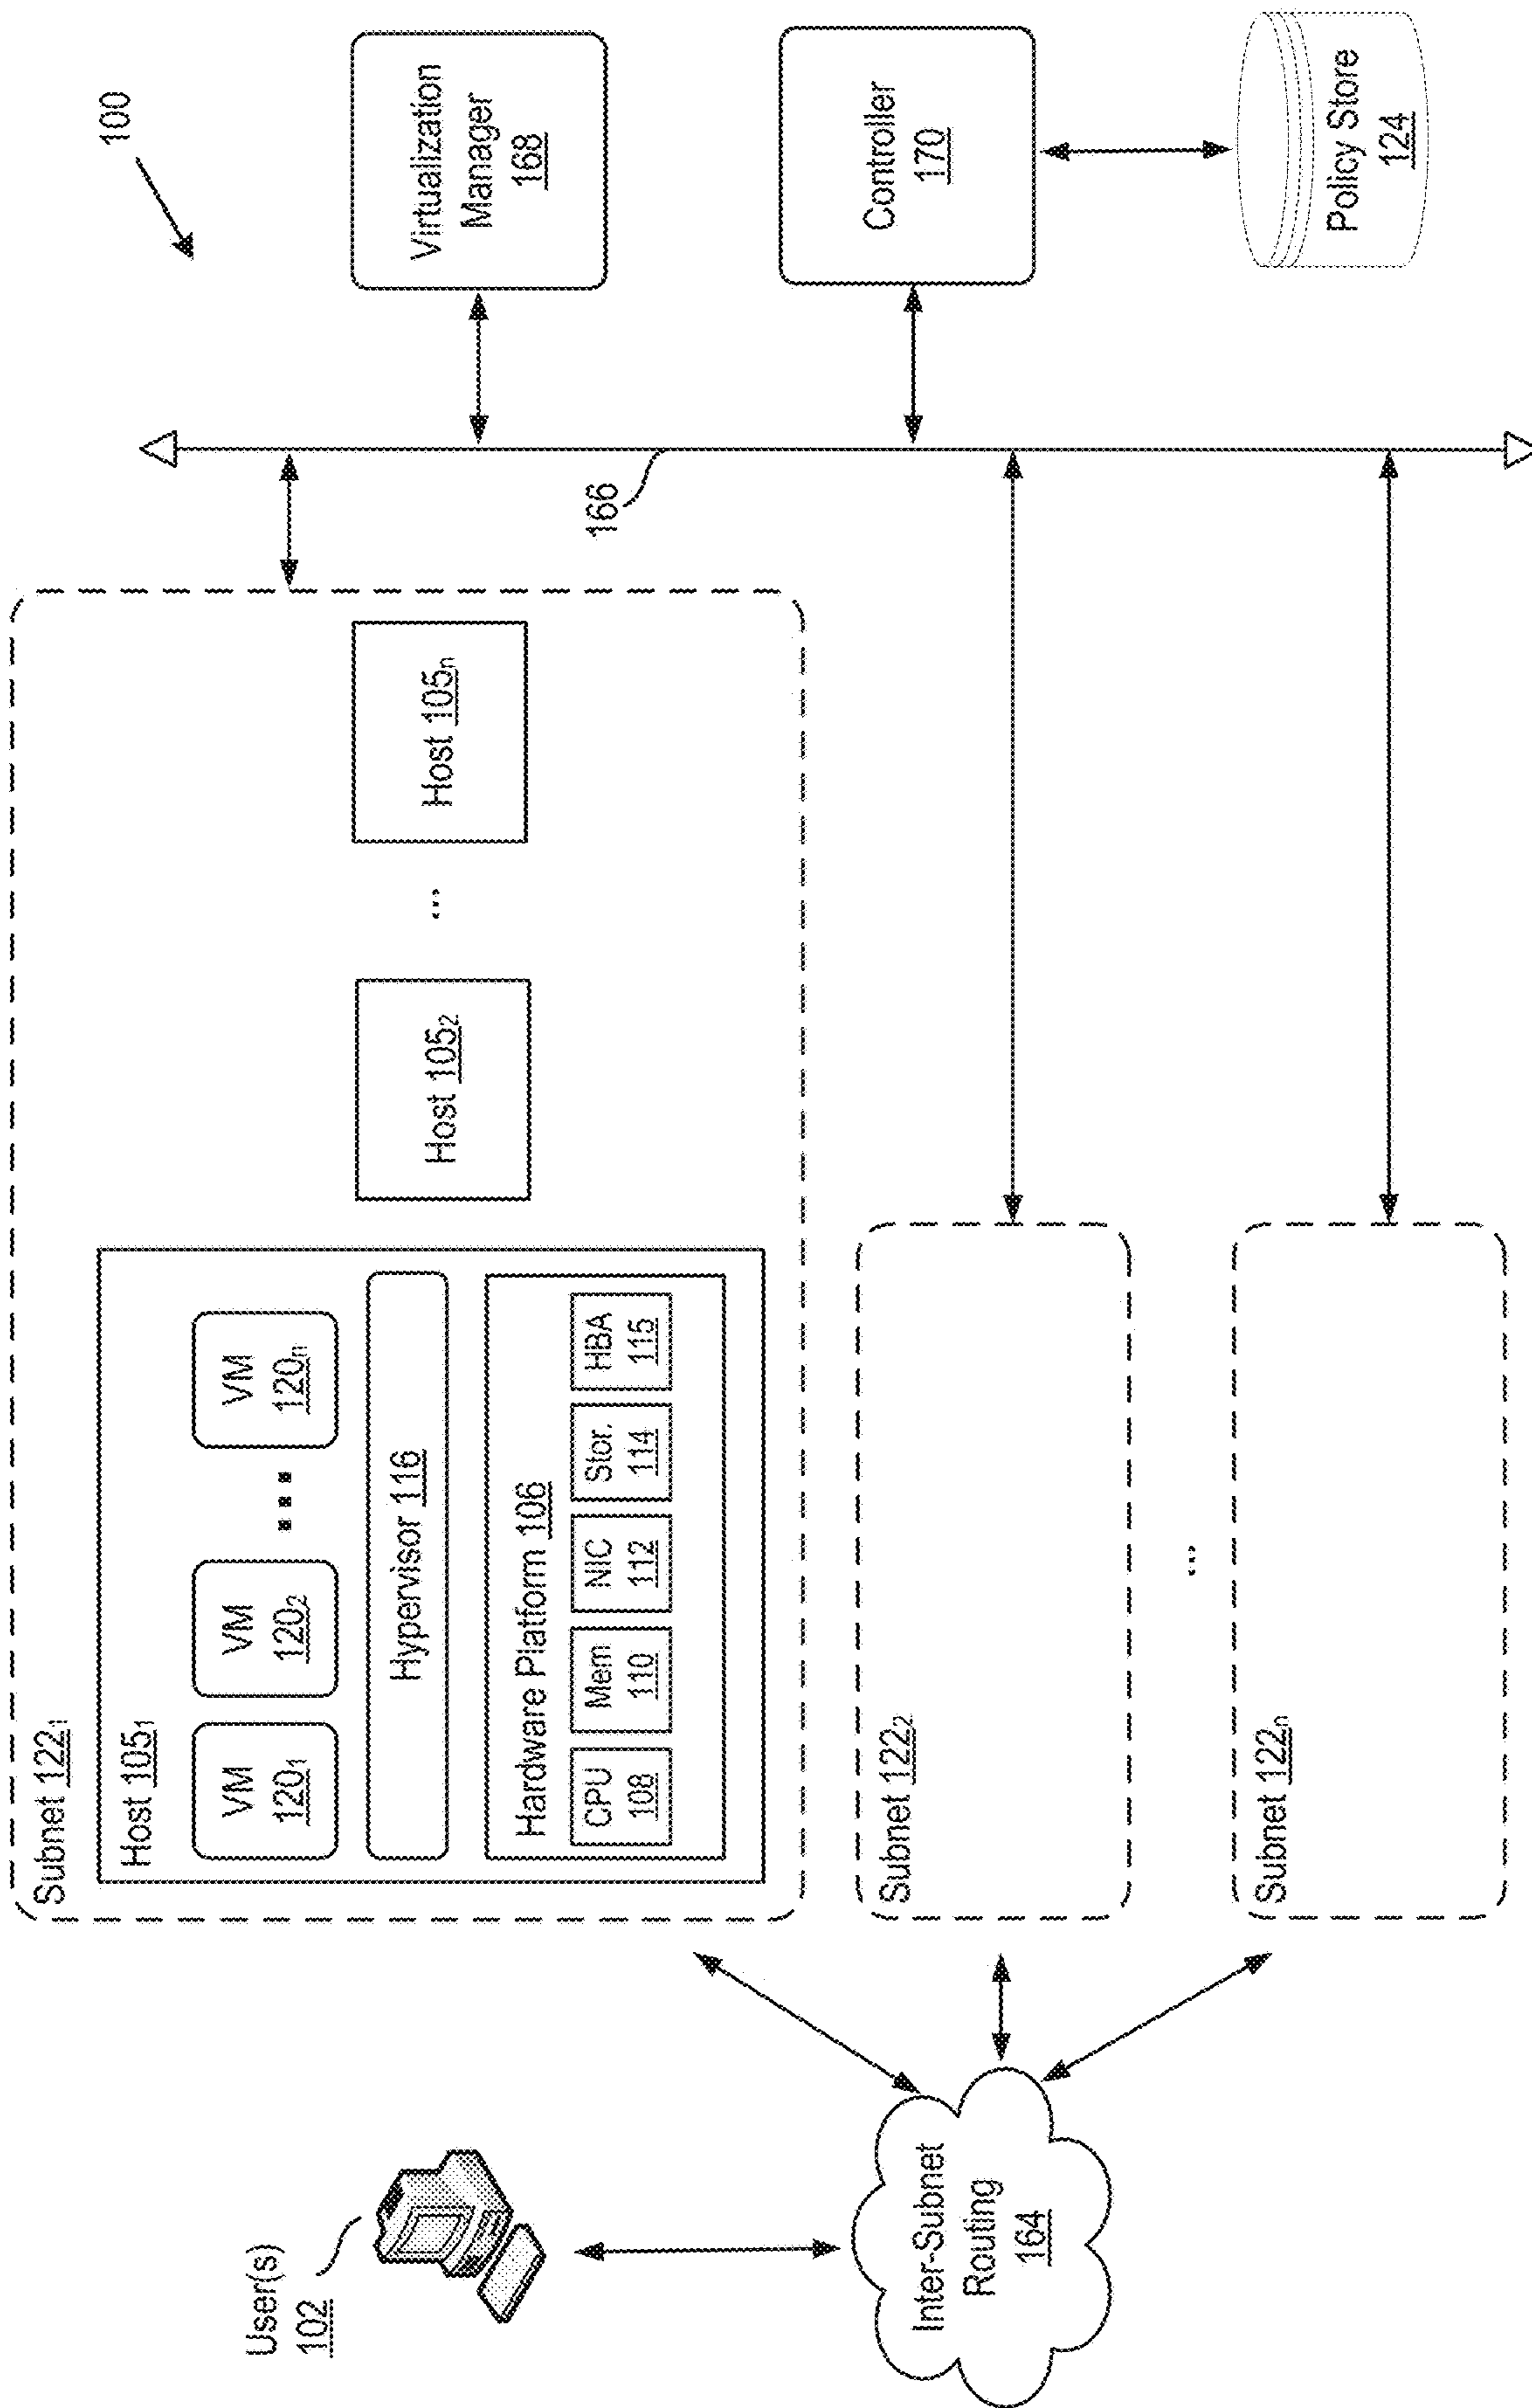 100
User(s)
102
Inter-Subnet
Routing
164
Subnet 122₁
Host 105₁
VM
120₁
VM
120₂
...
VM
120ₙ
Hypervisor 116
Hardware Platform 106
CPU
108
Mem
110
NIC
112
Stor.
114
HBA
115
Host 105₂
...
Host 105ₙ
Subnet 122₂
...
Subnet 122ₙ
166
Virtualization
Manager
168
Controller
170
Policy Store
124